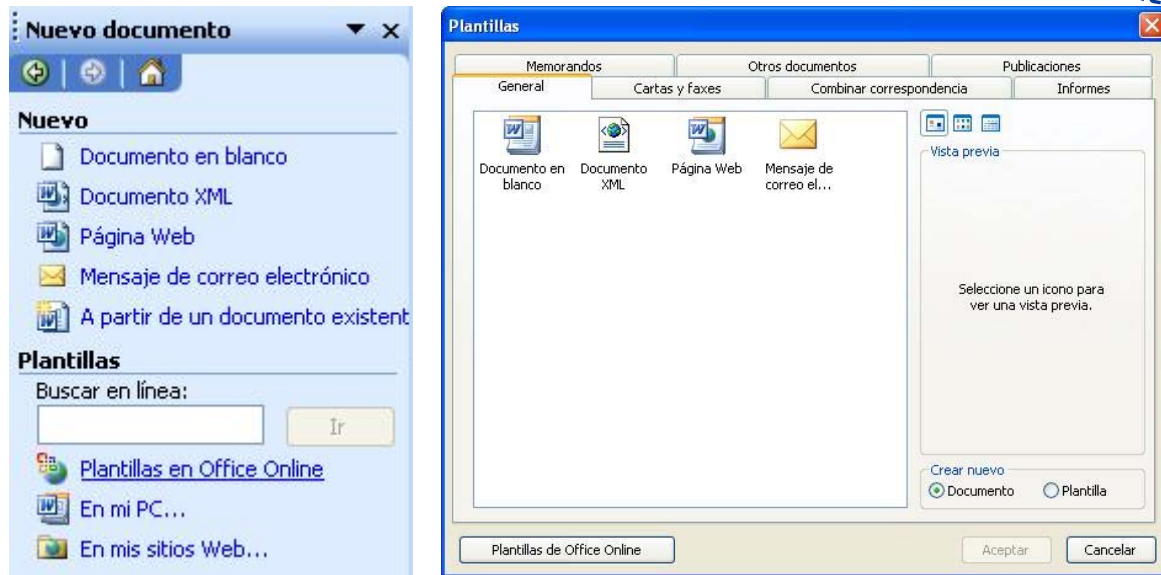 Nuevo documento
Nuevo
Documento en blanco
Documento XML
Página Web
Mensaje de correo electrónico
A partir de un documento existent
Plantillas
Buscar en línea:
Ir
Plantillas en Office Online
En mi PC...
En mis sitios Web...
Plantillas
Memorandos
Otros documentos
Publicaciones
General
Cartas y faxes
Combinar correspondencia
Informes
Documento en
blanco
Documento
XML
Página Web
Mensaje de
correo el...
Vista previa
Seleccione un icono para
ver una vista previa.
Crear nuevo
Documento
Plantilla
Plantillas de Office Online
Aceptar
Cancelar